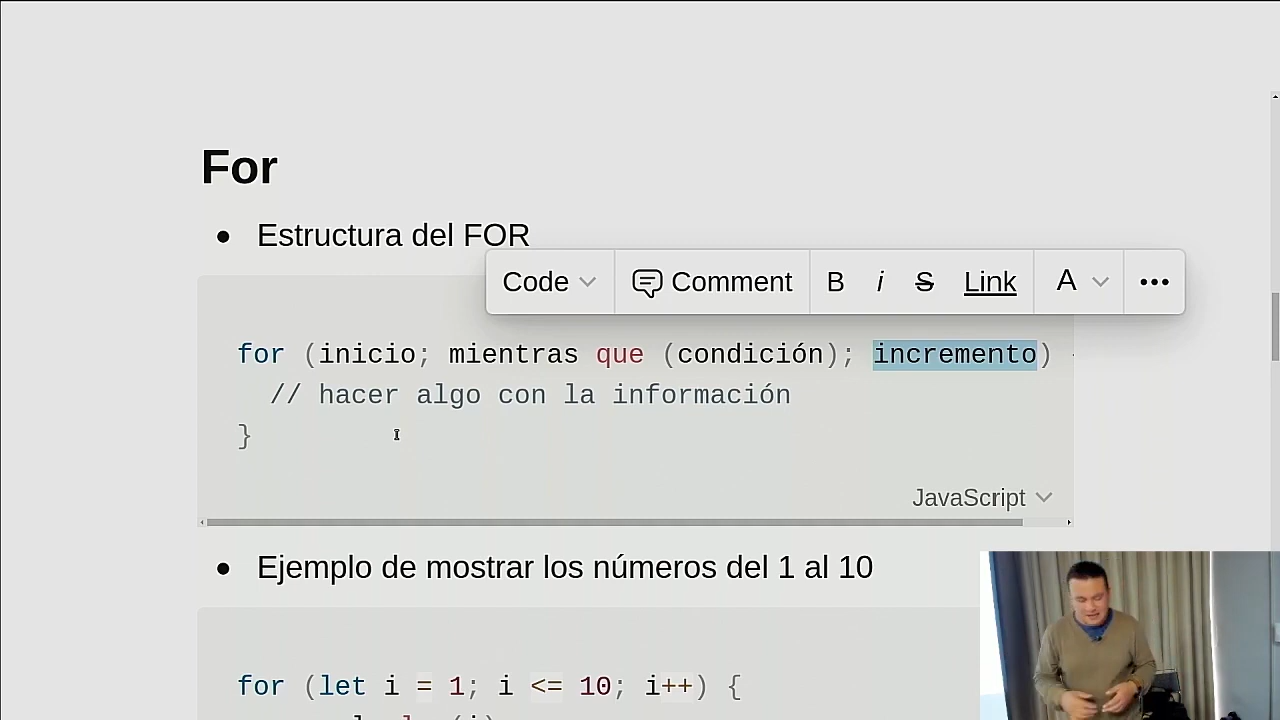 For
• Estructura del FOR
Code Comment B i S Link A •••
for (inicio; mientras que (condición); incremento)
// hacer algo con la información
}
JavaScript
• Ejemplo de mostrar los números del 1 al 10
for (let i = 1; i <= 10; i++) {